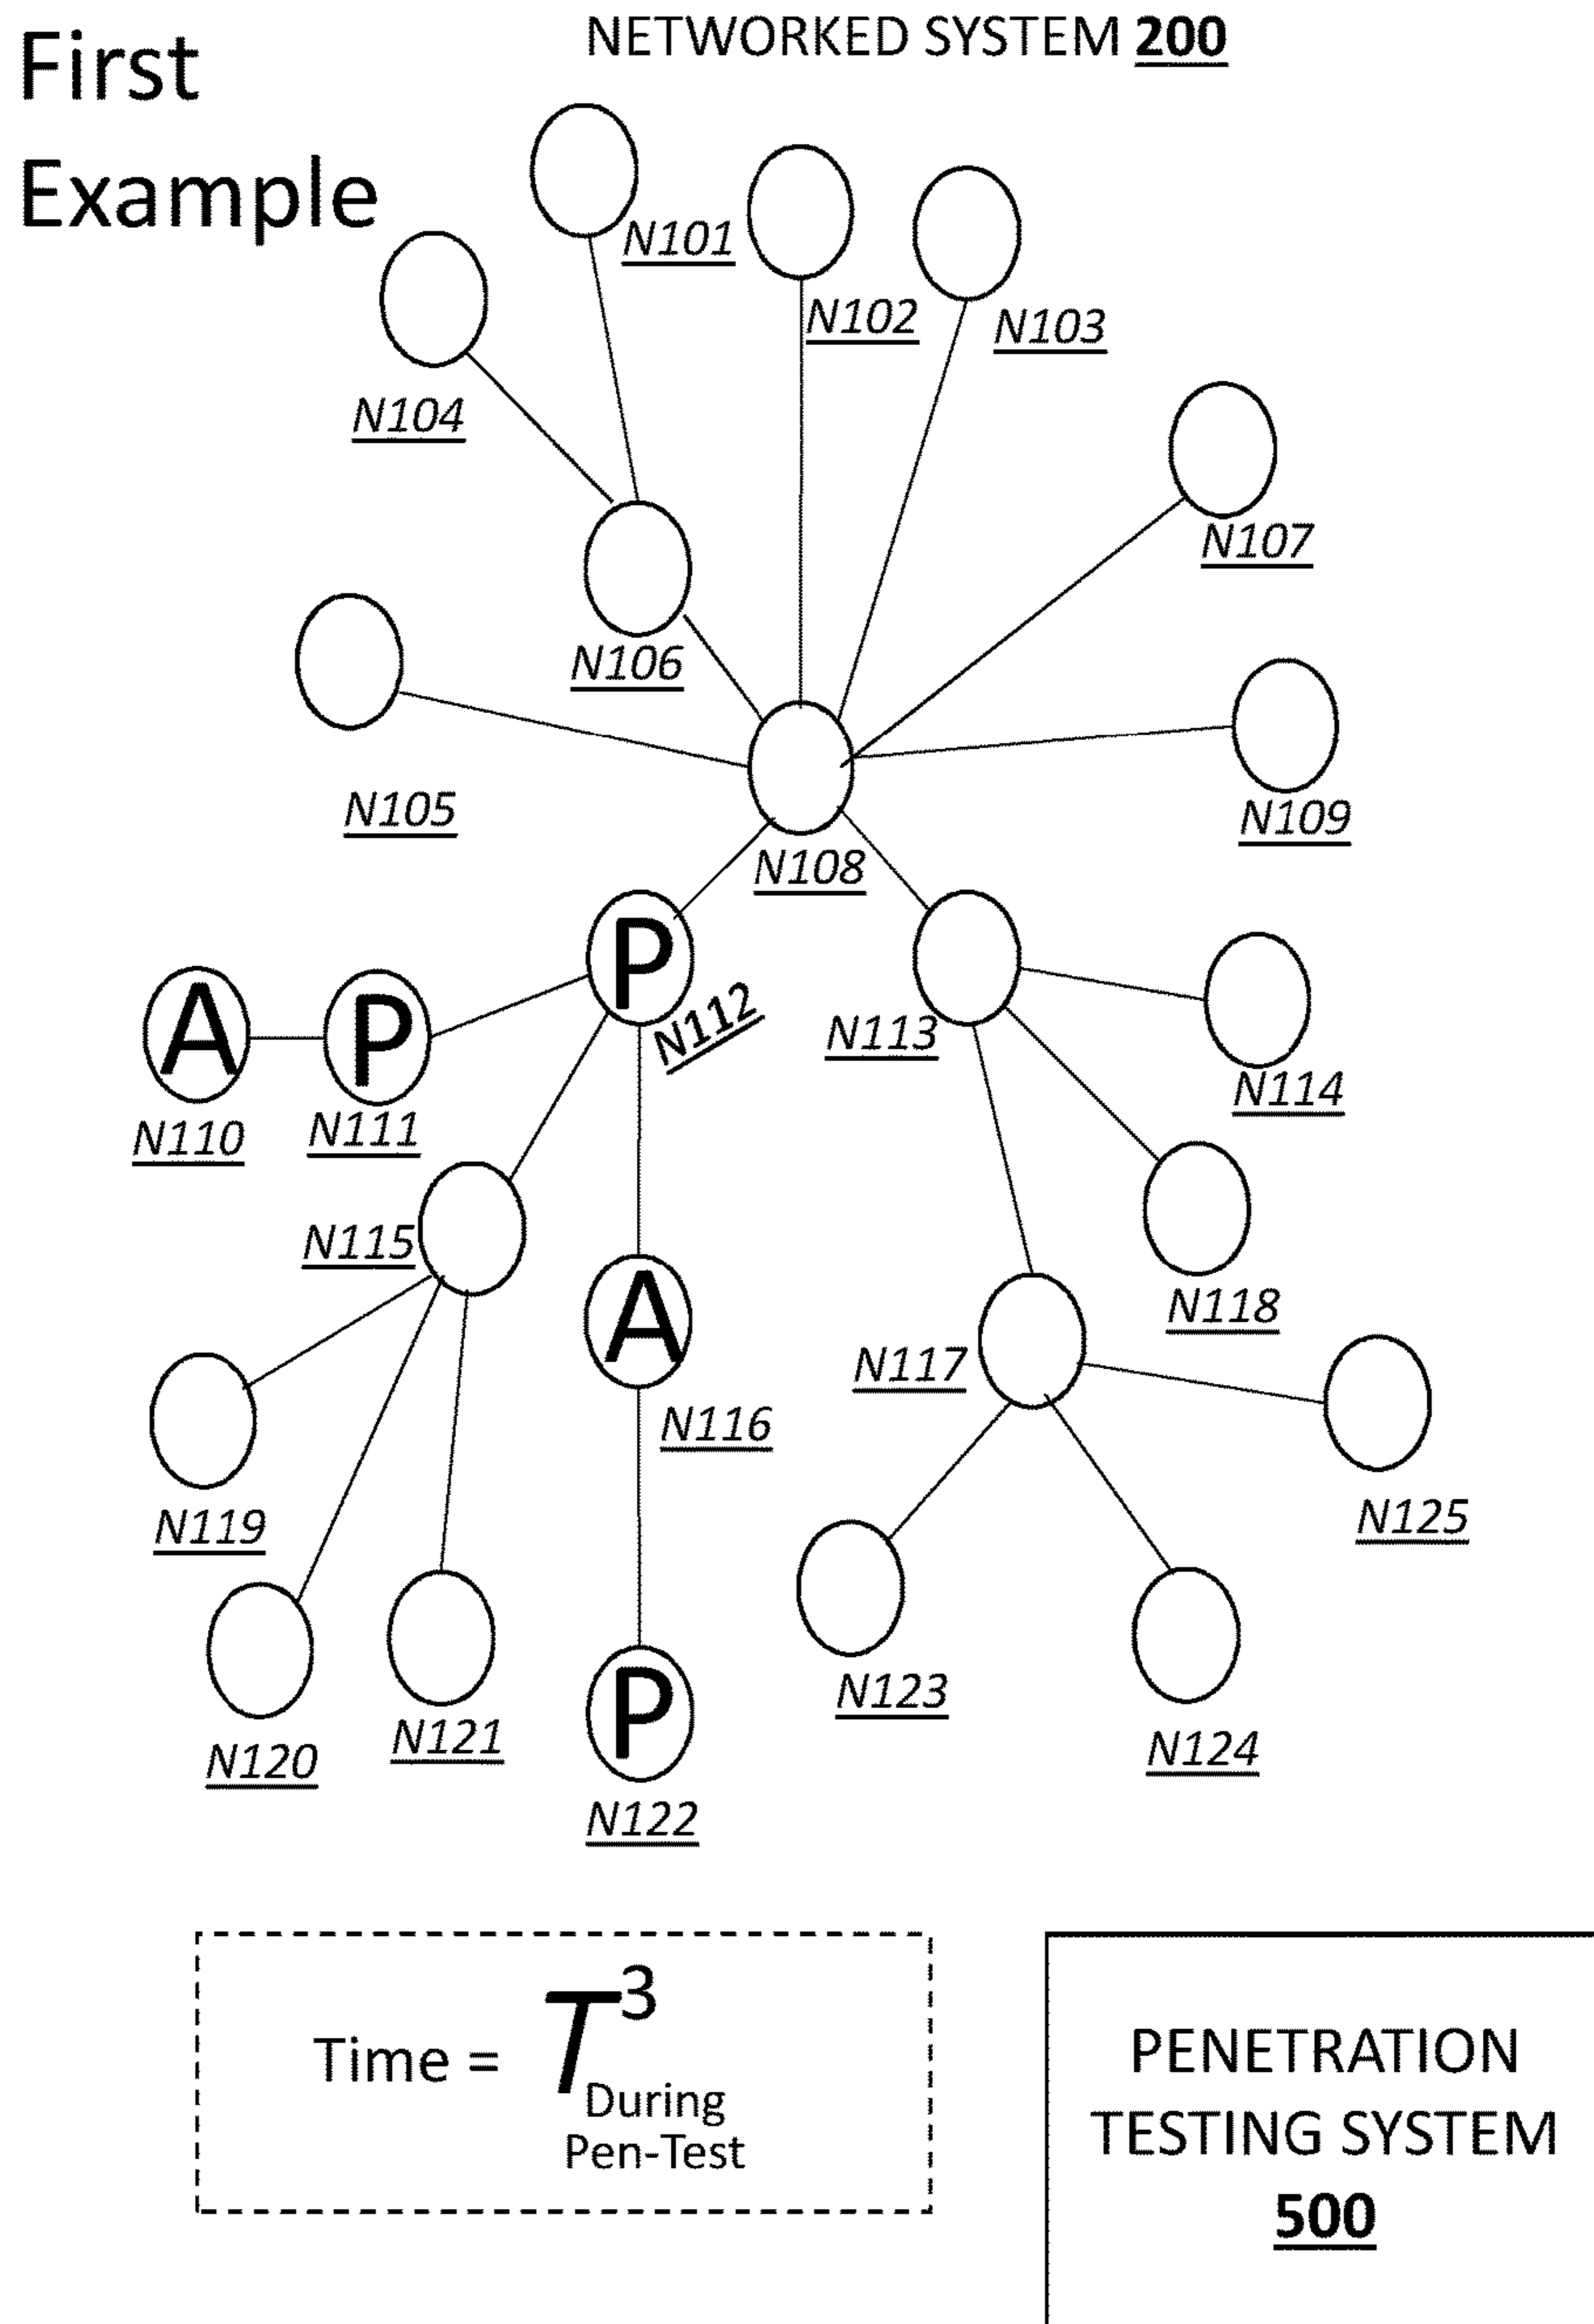 NETWORKED SYSTEM 200
First
Example
N101
N102
N103
N104
N107
N106
N105
N109
N108
P
N112
A
P
N110
N111
N113
N114
N115
A
N116
N118
N117
N119
N125
N120
N121
P
N122
N123
N124
Time = T³
During
Pen-Test
PENETRATION
TESTING SYSTEM
500